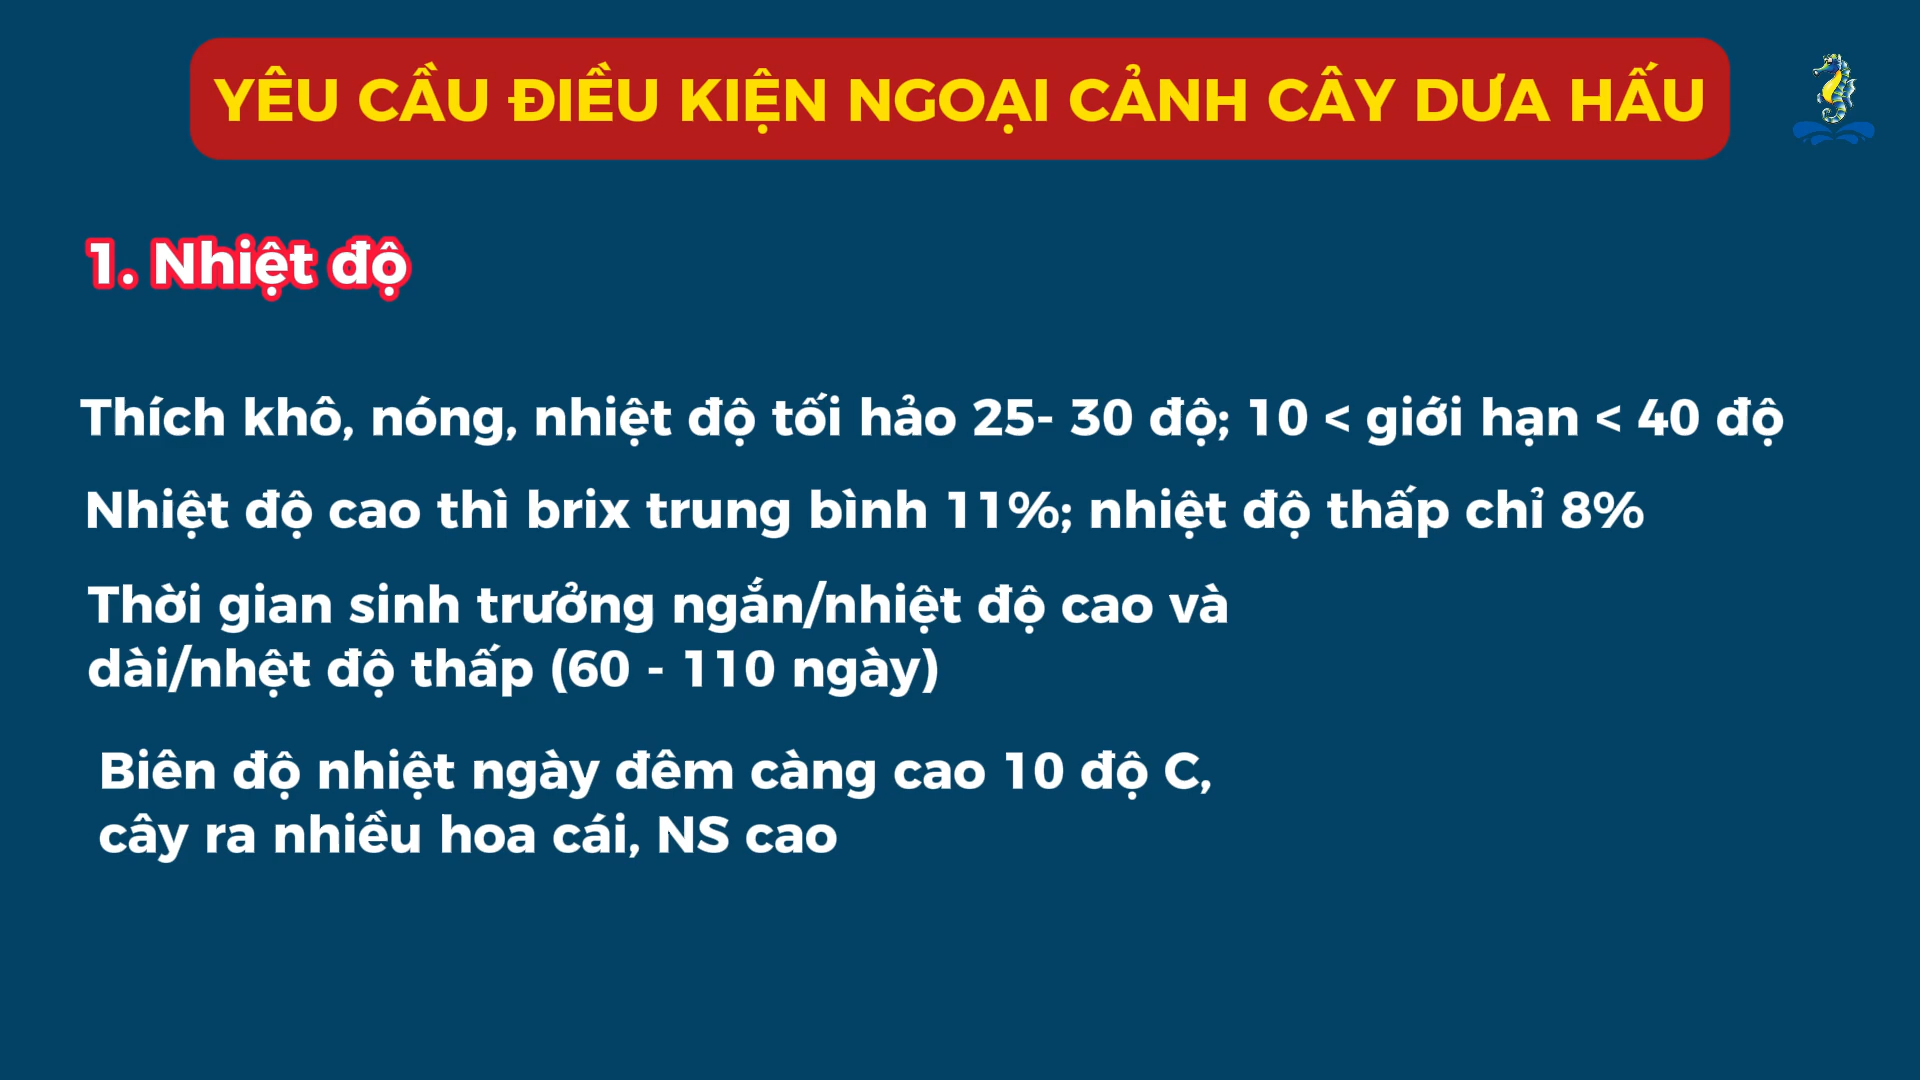 YÊU CẦU ĐIỀU KIỆN NGOẠI CẢNH CÂY DƯA HẤU
1. Nhiệt độ
Thích khô, nóng, nhiệt độ tối hảo 25- 30 độ; 10 < giới hạn < 40 độ
Nhiệt độ cao thì brix trung bình 11%; nhiệt độ thấp chỉ 8%
Thời gian sinh trưởng ngắn/nhiệt độ cao và
dài/nhệt độ thấp (60 - 110 ngày)
Biên độ nhiệt ngày đêm càng cao 10 độ C,
cây ra nhiều hoa cái, NS cao